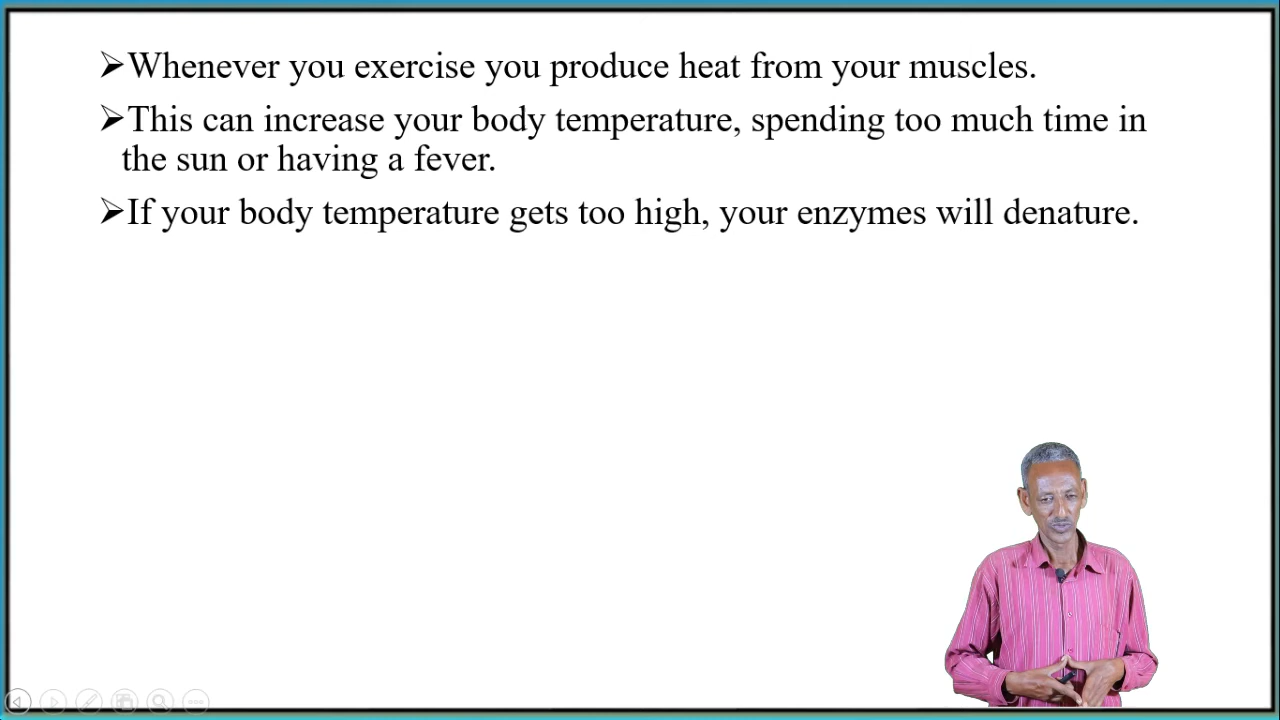 ➢Whenever you exercise you produce heat from your muscles.
➢This can increase your body temperature, spending too much time in
the sun or having a fever.
➢If your body temperature gets too high, your enzymes will denature.